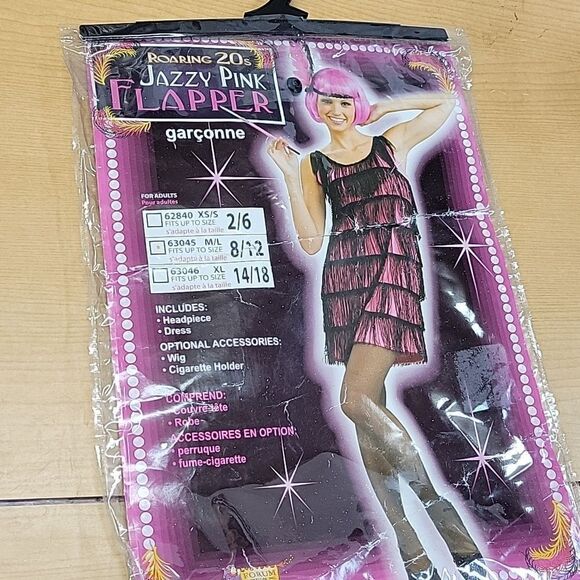 ROARING 20s
JAZZY PINK
FLAPPER
garçonne
FOR ADULTS
Pour adultes
62840 XS/S
FITS UP TO SIZE 2/6
s'adapte à la taille
63045 M/L
FITS UP TO SIZE 8/12
s'adapte à la taille
63046 XL
FITS UP TO SIZE 14/18
s'adapte à la taille
INCLUDES:
• Headpiece
• Dress
OPTIONAL ACCESSORIES:
• Wig
• Cigarette Holder
COMPREND:
• Couvre-tête
• Robe
ACCESSOIRES EN OPTION:
• perruque
• fume-cigarette
FORUM